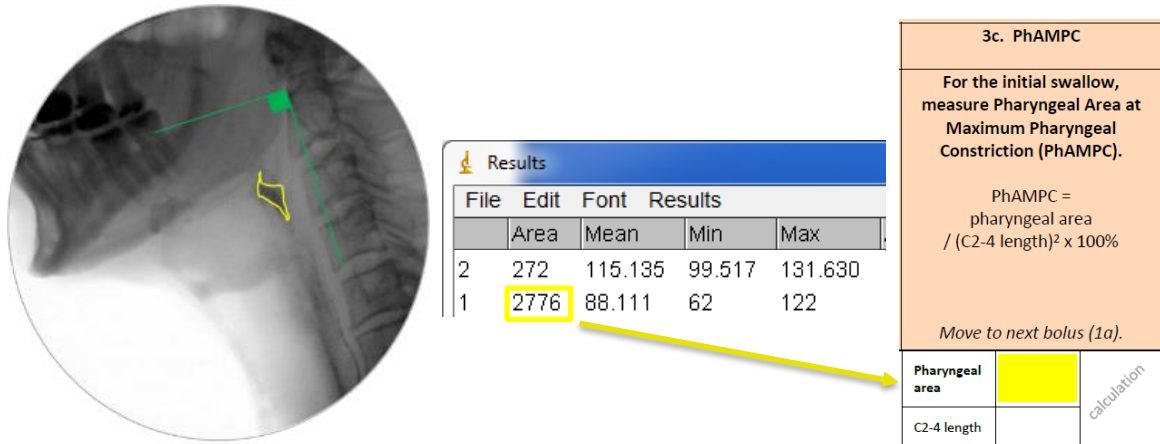 Results
File Edit Font Results
Area Mean Min Max
2 272 115.135 99.517 131.630
1 2776 88.111 62 122
3c. PhAMPC
For the initial swallow,
measure Pharyngeal Area at
Maximum Pharyngeal
Constriction (PhAMPC).
PhAMPC =
pharyngeal area
/ (C2-4 length)² x 100%
Move to next bolus (1a).
Pharyngeal
area
calculation
C2-4 length